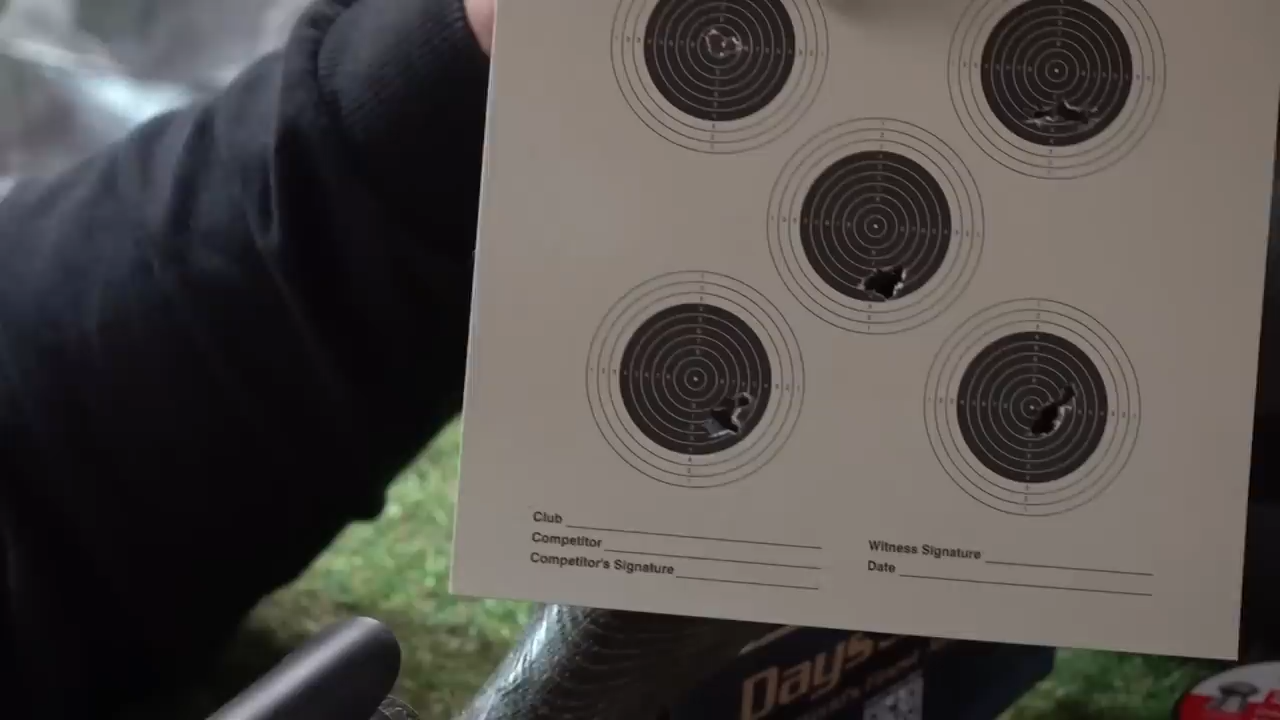 Club
Competitor
Competitor's Signature
Witness Signature
Date
Days